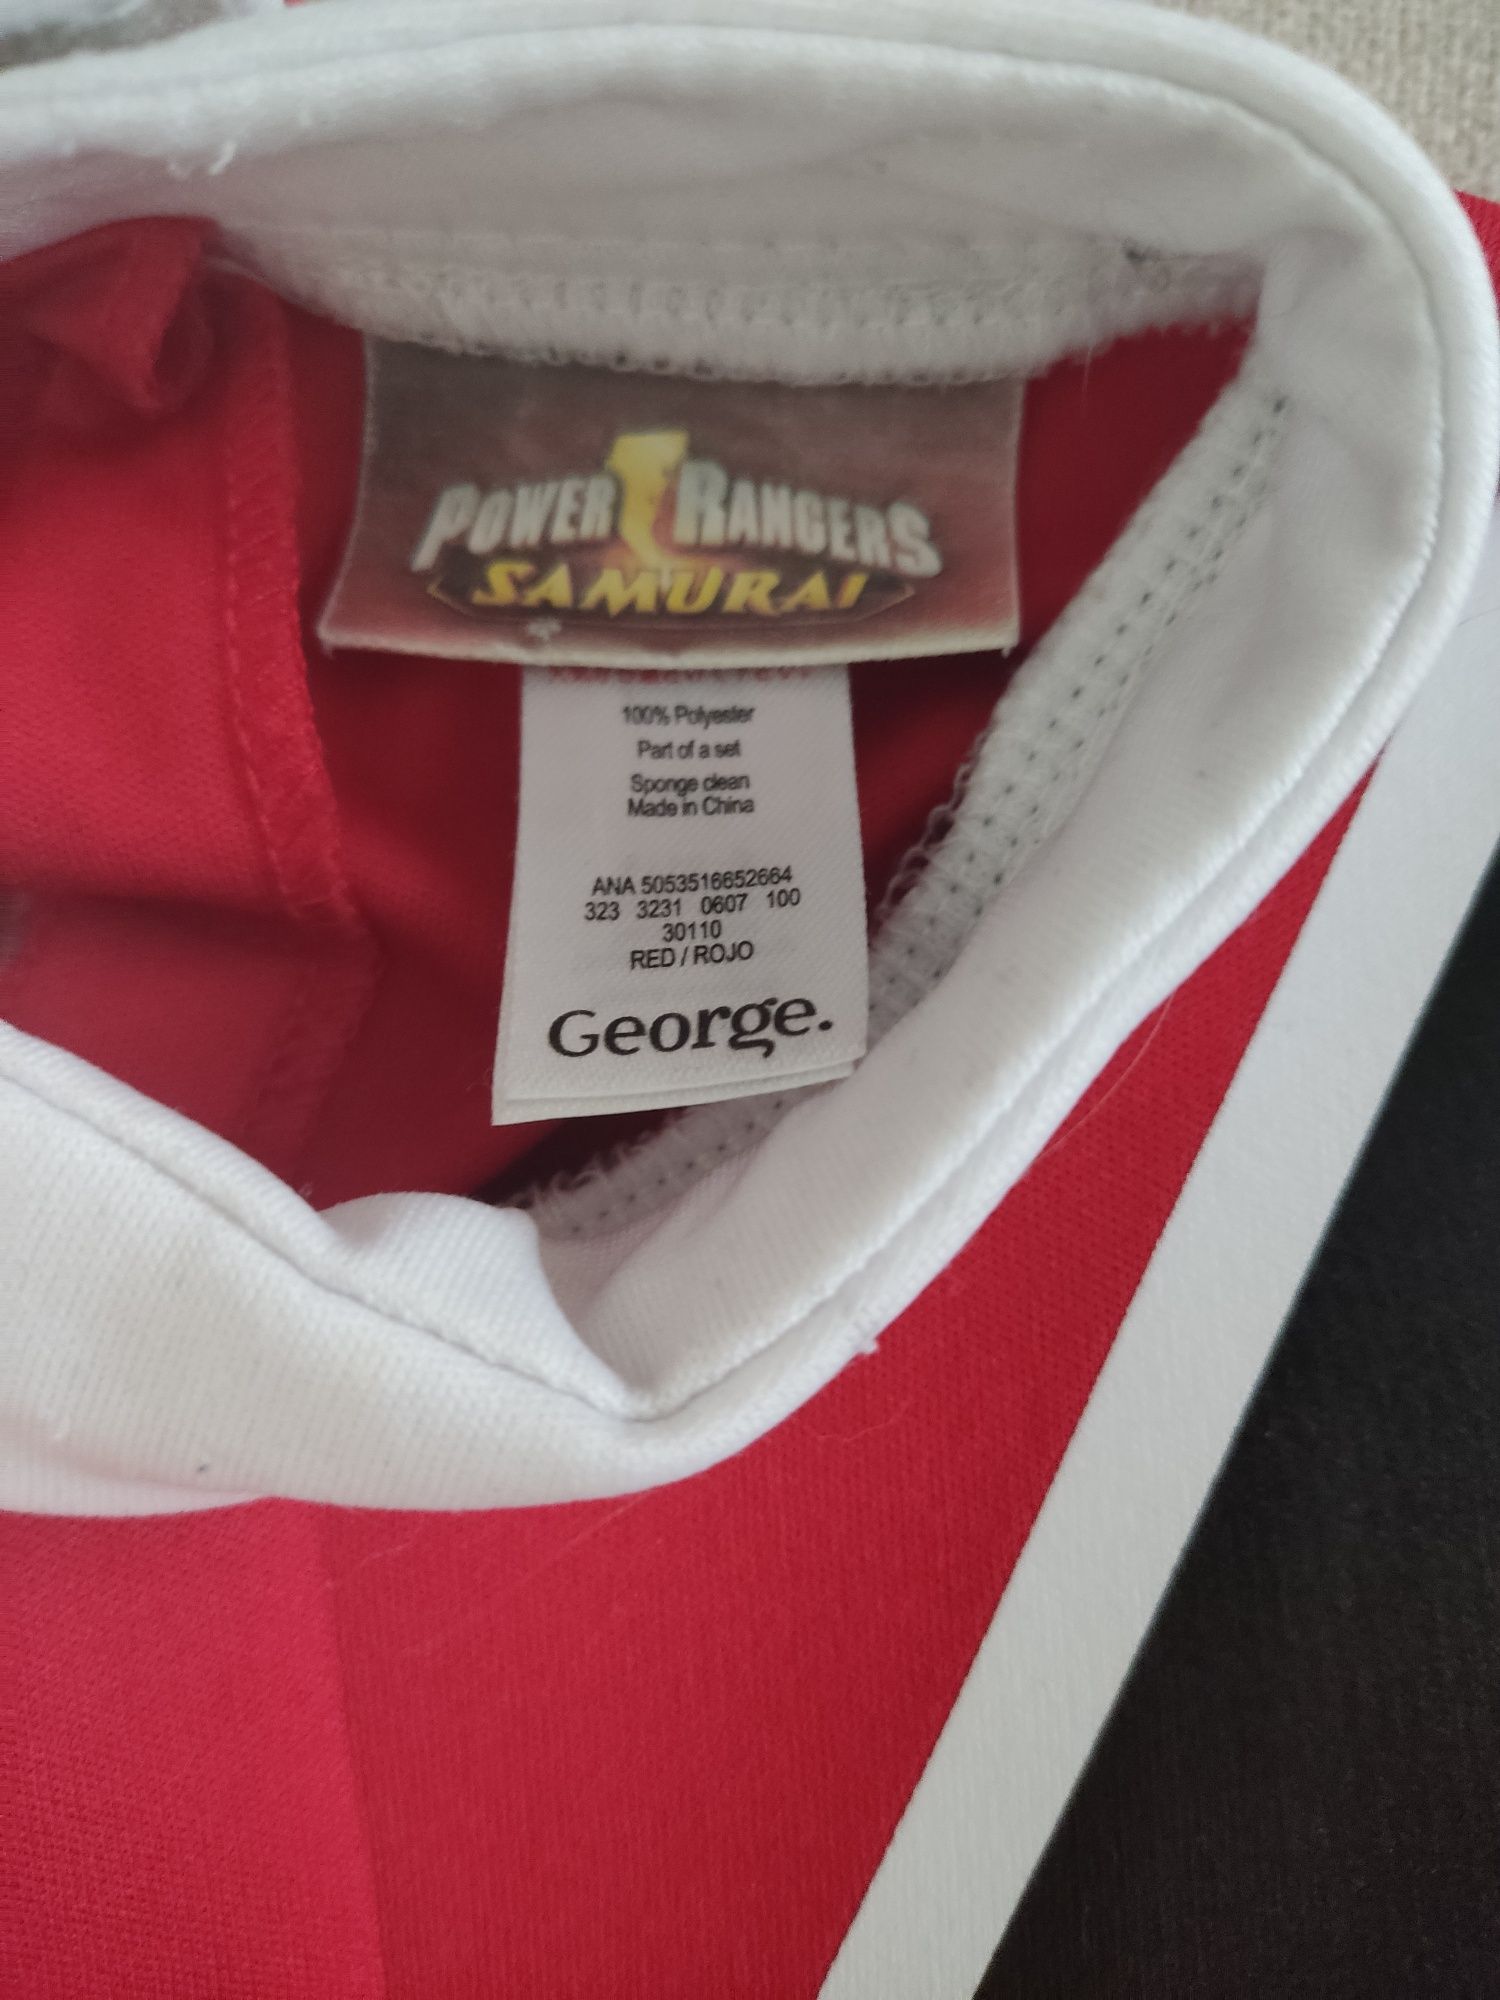 POWER RANGERS
SAMURAI
100% Polyester
Part of a set
Sponge clean
Made in China
ANA 5053516652664
323 3231 0607 100
30110
RED / ROJO
George.